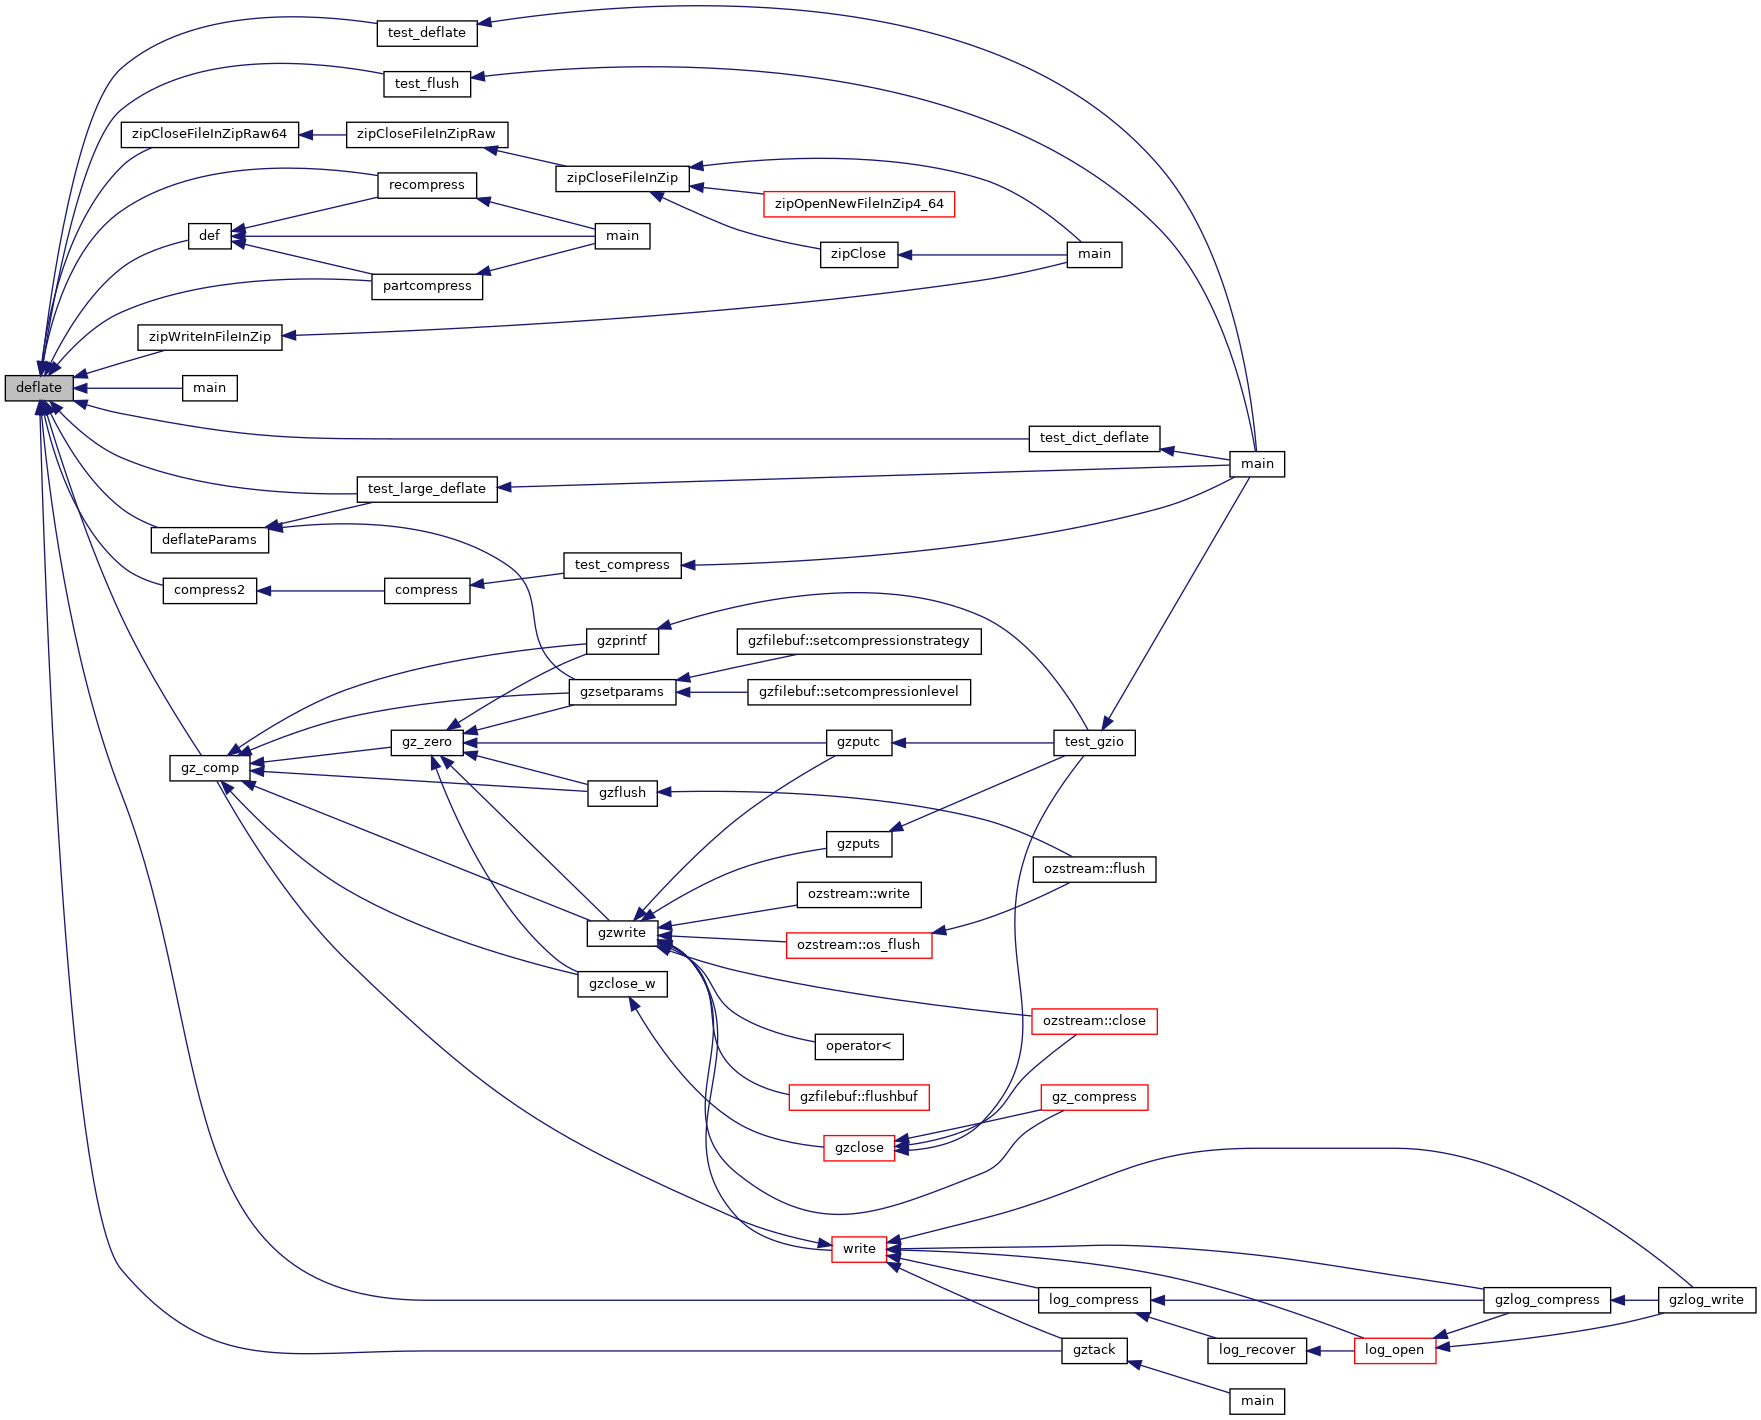 test_deflate
test_flush
zipCloseFileInZipRaw64
zipCloseFileInZipRaw
zipCloseFileInZip
recompress
zipOpenNewFileInZip4_64
def
main
zipClose
main
partcompress
zipWriteInFileInZip
deflate
main
test_dict_deflate
main
test_large_deflate
deflateParams
test_compress
compress2
compress
gzprintf
gzfilebuf::setcompressionstrategy
gzsetparams
gzfilebuf::setcompressionlevel
gz_zero
gzputc
test_gzio
gz_comp
gzflush
gzputs
ozstream::flush
ozstream::write
gzwrite
ozstream::os_flush
gzclose_w
ozstream::close
operator<
gzfilebuf::flushbuf
gz_compress
gzclose
write
log_compress
gzlog_compress
gzlog_write
gztack
log_recover
log_open
main